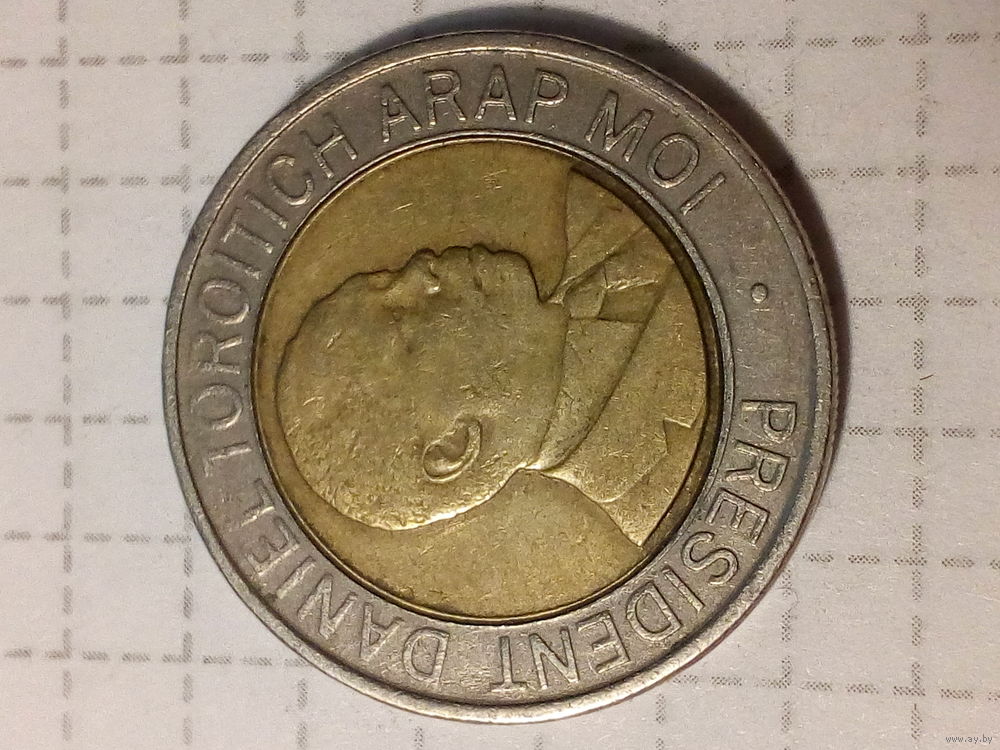 PRESIDENT DANIEL TOROITICH ARAP MOI
www.ay.by